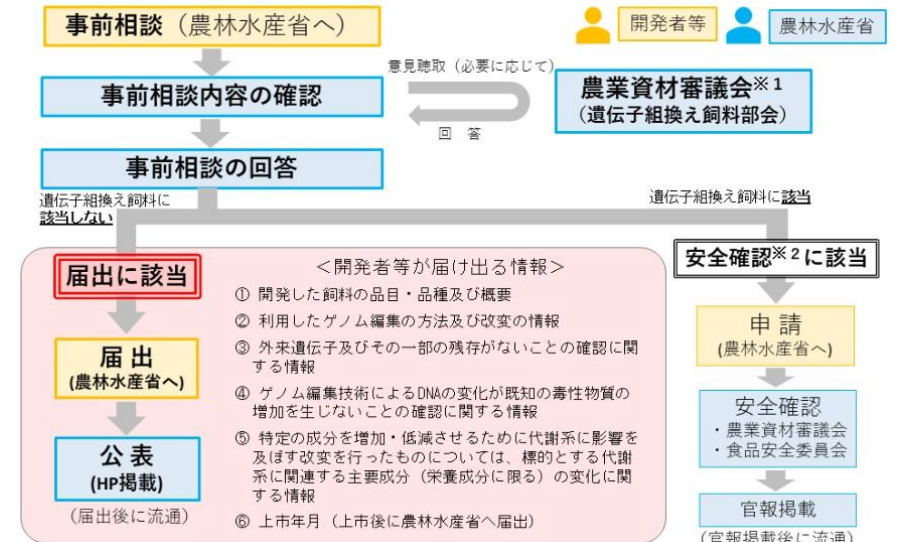 事前相談（農林水産省へ）
開発者等
農林水産省
事前相談内容の確認
意見聴取（必要に応じて）
回 答
農業資材審議会※1
（遺伝子組換え飼料部会）
事前相談の回答
遺伝子組換え飼料に
該当しない
遺伝子組換え飼料に該当
届出に該当
届 出
(農林水産省へ)
公 表
(HP掲載)
（届出後に流通）
＜開発者等が届け出る情報＞
① 開発した飼料の品目・品種及び概要
② 利用したゲノム編集の方法及び改変の情報
③ 外来遺伝子及びその一部の残存がないことの確認に関
する情報
④ ゲノム編集技術によるDNAの変化が既知の毒性物質の
増加を生じないことの確認に関する情報
⑤ 特定の成分を増加・低減させるために代謝系に影響を
及ぼす改変を行ったものについては、標的とする代謝
系に関連する主要成分（栄養成分に限る）の変化に関
する情報
⑥ 上市年月（上市後に農林水産省へ届出）
安全確認※2に該当
申 請
(農林水産省へ)
安全確認
・農業資材審議会
・食品安全委員会
官報掲載
（官報掲載後に流通）